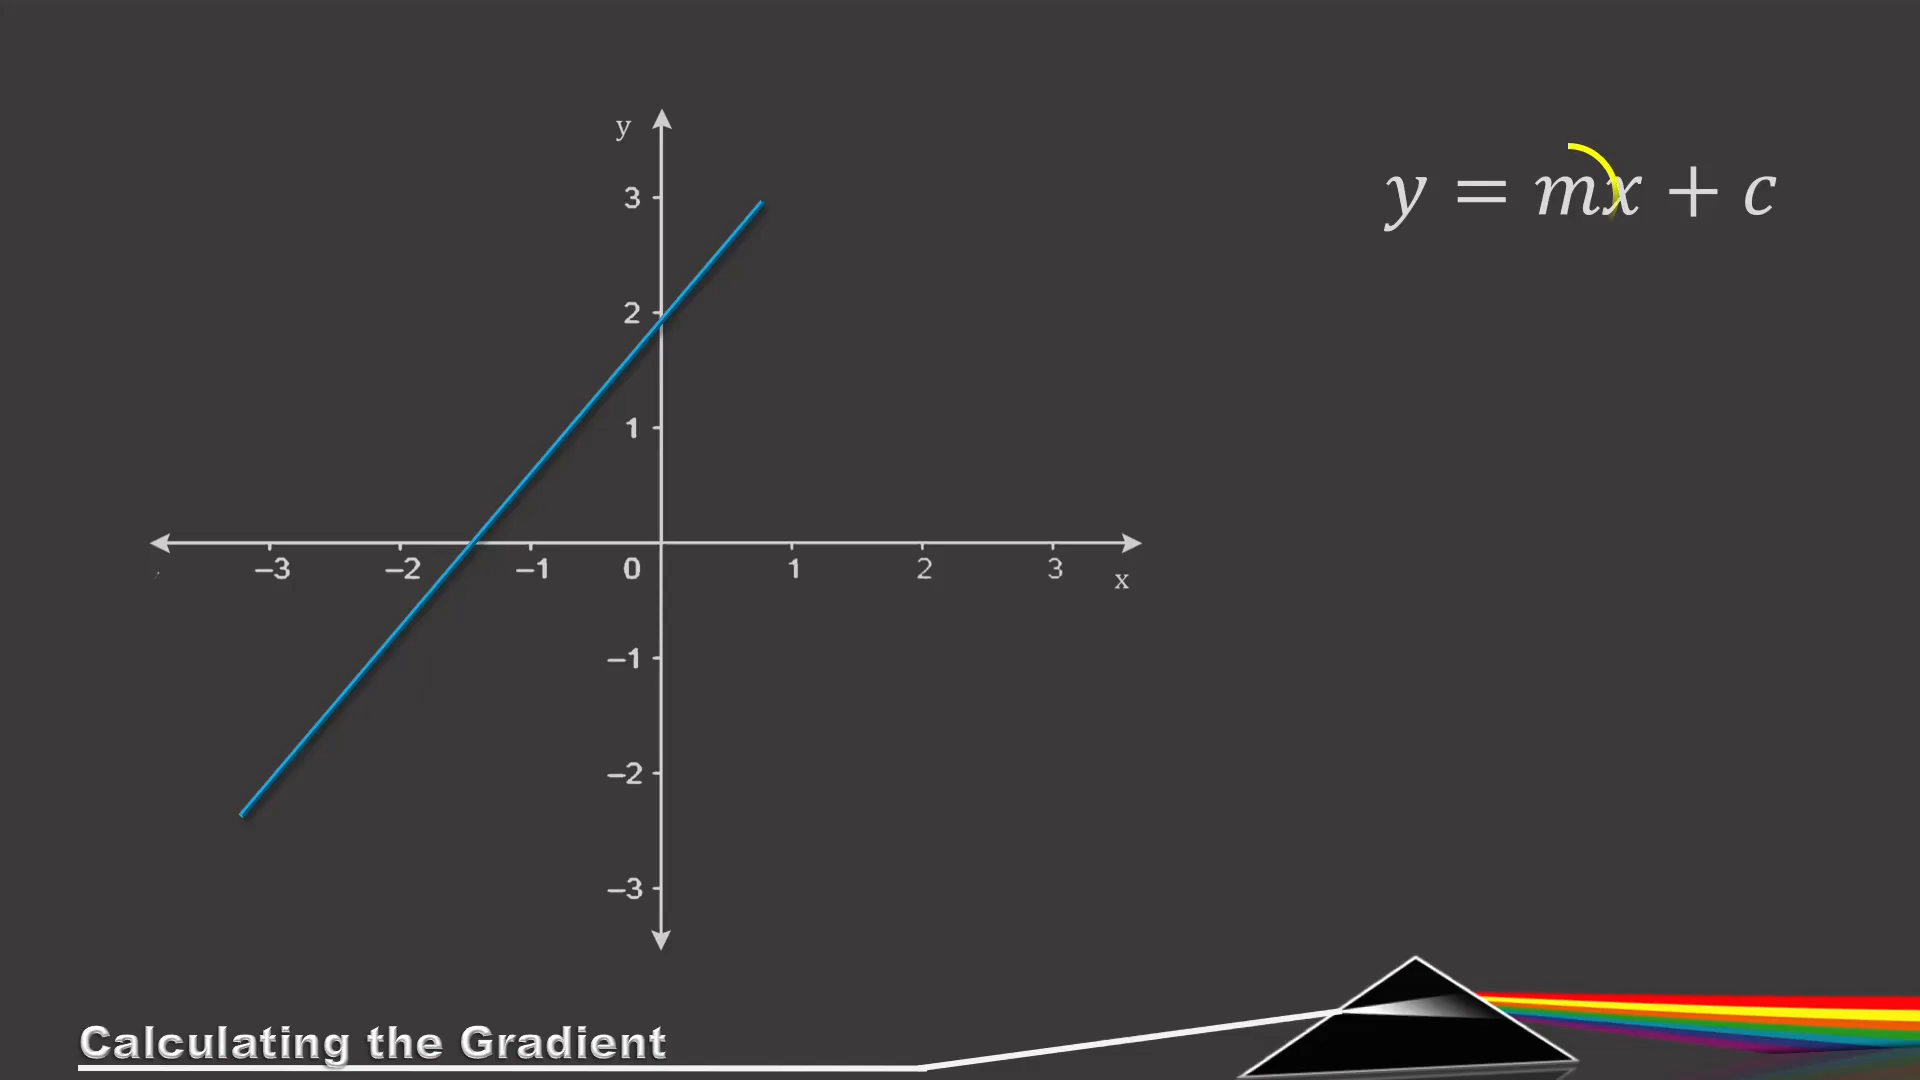 y
y = mx + c
3
2
1
–3 –2 –1 0 1 2 3
x
–1
–2
–3
Calculating the Gradient